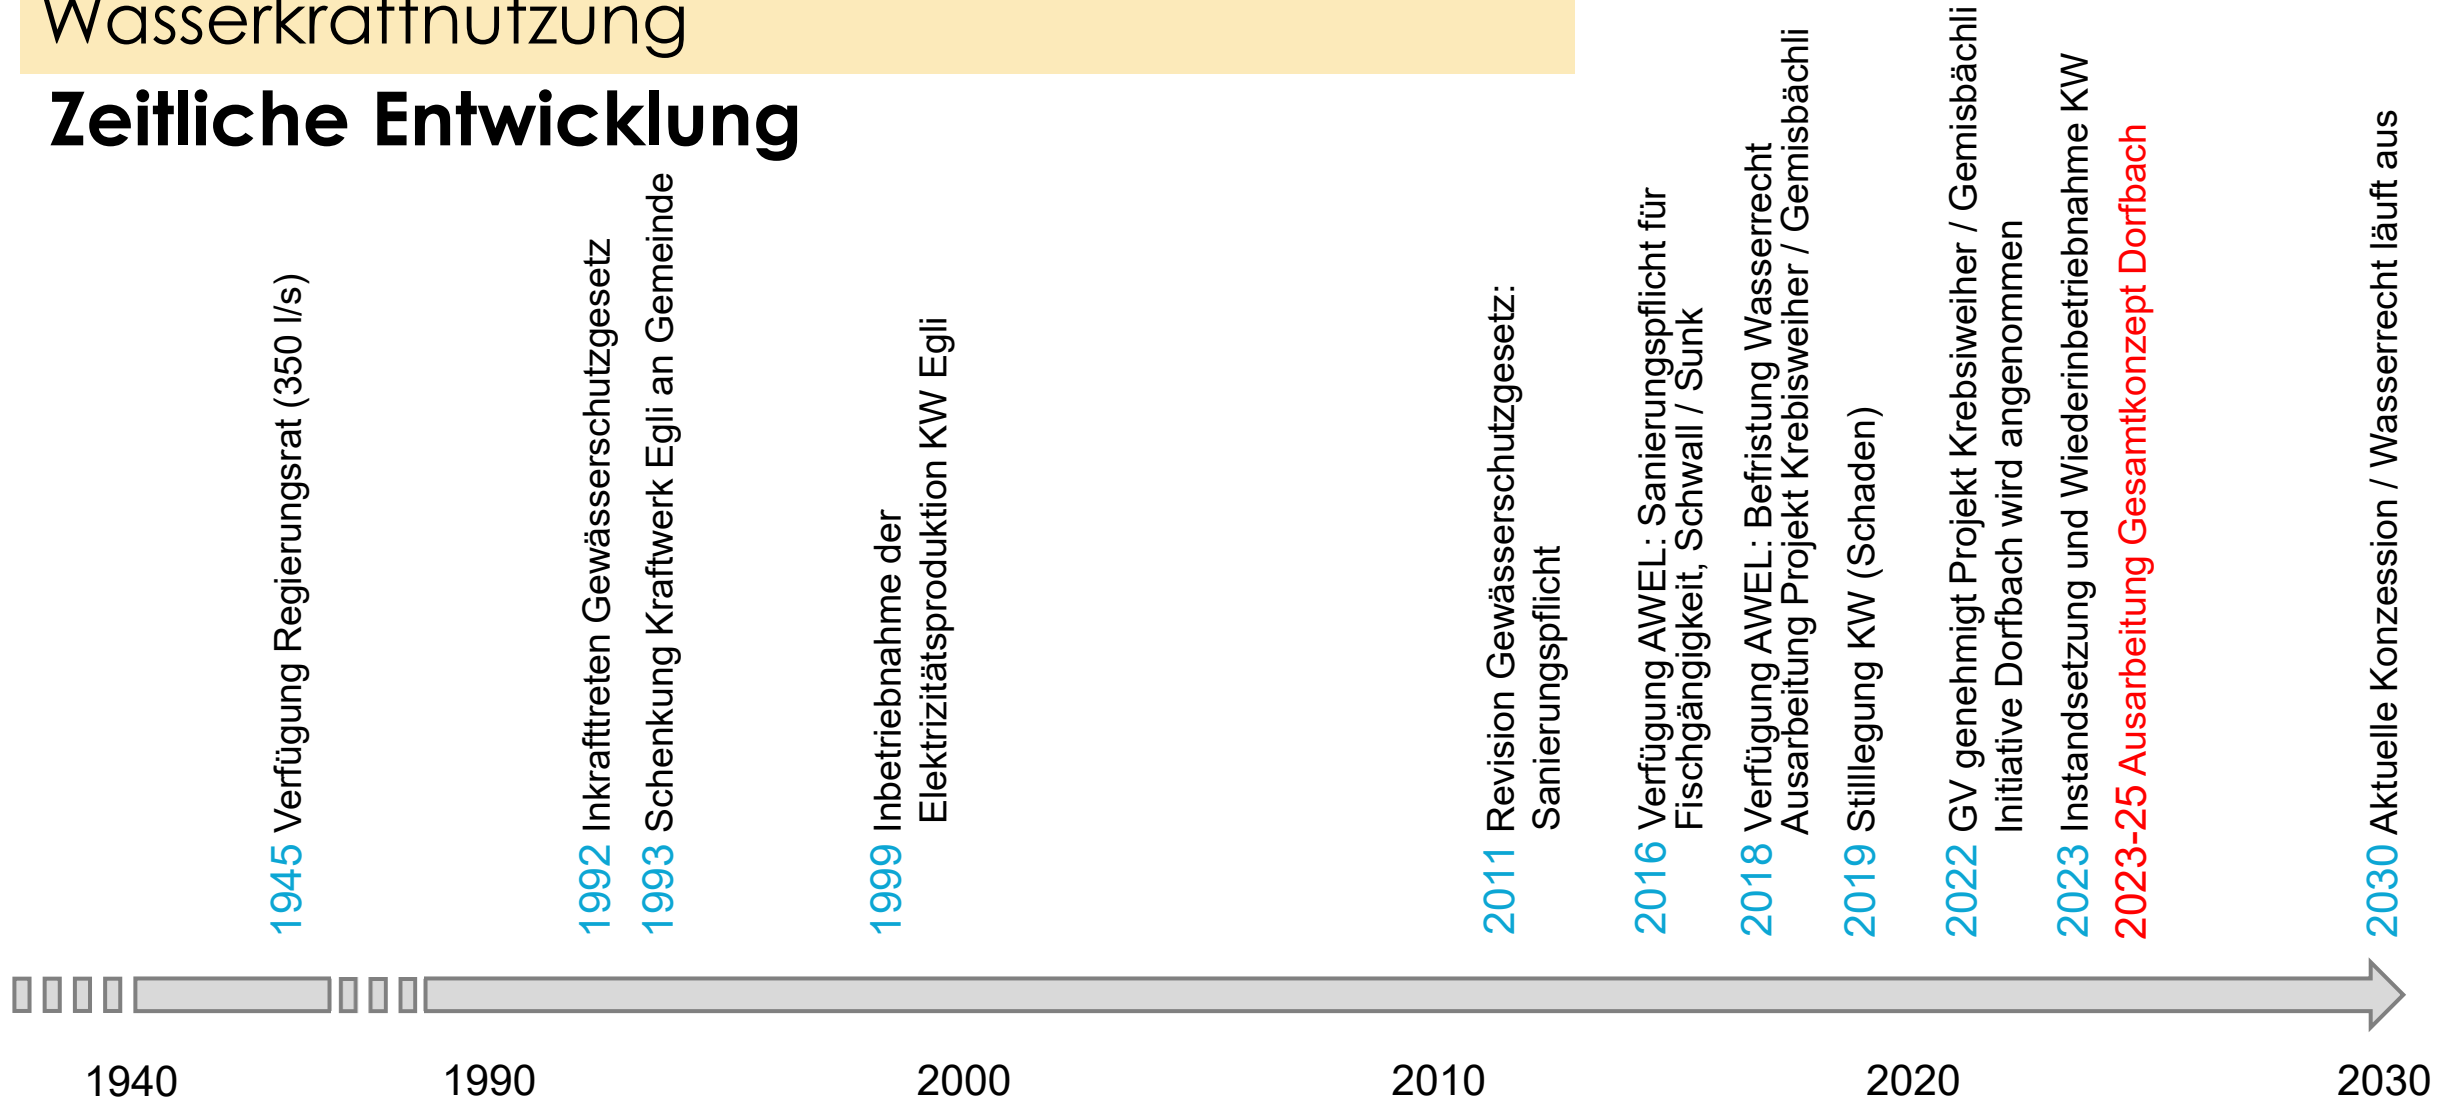 Wasserkraftnutzung
Zeitliche Entwicklung
1945 Verfügung Regierungsrat (350 l/s)
1992 Inkrafttreten Gewässerschutzgesetz
1993 Schenkung Kraftwerk Egli an Gemeinde
1999 Inbetriebnahme der
Elektrizitätsproduktion KW Egli
2011 Revision Gewässerschutzgesetz:
Sanierungspflicht
2016 Verfügung AWEL: Sanierungspflicht für
Fischgängigkeit, Schwall / Sunk
2018 Verfügung AWEL: Befristung Wasserrecht
Ausarbeitung Projekt Krebisweiher / Gemisbächli
2019 Stilllegung KW (Schaden)
2022 GV genehmigt Projekt Krebsiweiher / Gemisbächli
Initiative Dorfbach wird angenommen
2023 Instandsetzung und Wiederinbetriebnahme KW
2023-25 Ausarbeitung Gesamtkonzept Dorfbach
2030 Aktuelle Konzession / Wasserrecht läuft aus
1940 1990 2000 2010 2020 2030